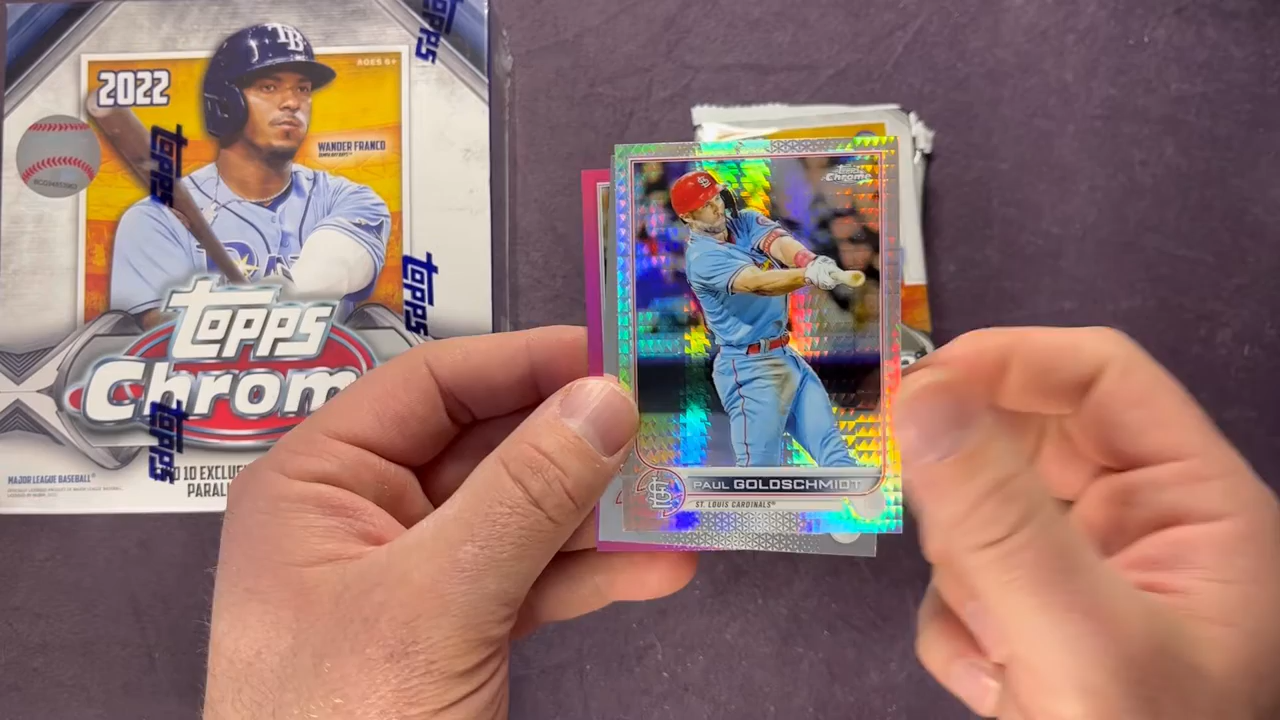 2022
AGES 6+
WANDER FRANCO
TB
topps
topps
topps
topps
topps
Chrom
MAJOR LEAGUE BASEBALL®
10 EXCLU
PARAL
topps
Chrome
PAUL GOLDSCHMIDT
ST. LOUIS CARDINALS®